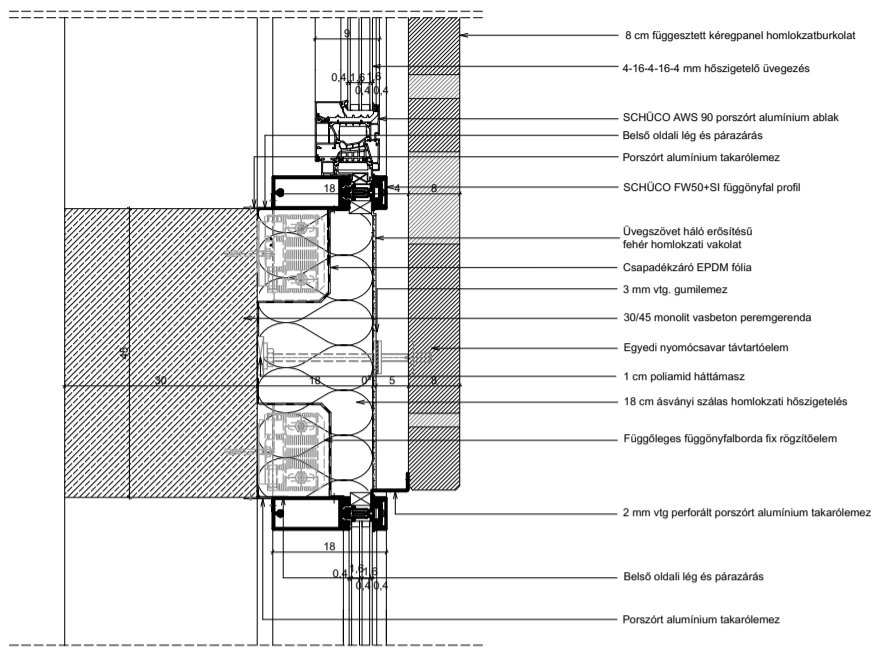 8 cm függesztett kéregpanel homlokzatburkolat
9
0,4 1,6 1,6
0,4 0,4
4-16-4-16-4 mm hőszigetelő üvegezés
SCHÜCO AWS 90 porszórt alumínium ablak
Belső oldali lég és párazárás
Porszórt alumínium takarólemez
18 4 8
SCHÜCO FW50+SI függönyfal profil
Üvegszövet háló erősítésű
fehér homlokzati vakolat
Csapadékzáró EPDM fólia
3 mm vtg. gumilemez
30/45 monolit vasbeton peremgerenda
45
Egyedi nyomócsavar távtartóelem
1 cm poliamid háttámasz
30 18 0 5 8
18 cm ásványi szálas homlokzati hőszigetelés
Függőleges függönyfalborda fix rögzítőelem
2 mm vtg perforált porszórt alumínium takarólemez
18
0,4 1,6 1,6
0,4 0,4
Belső oldali lég és párazárás
Porszórt alumínium takarólemez